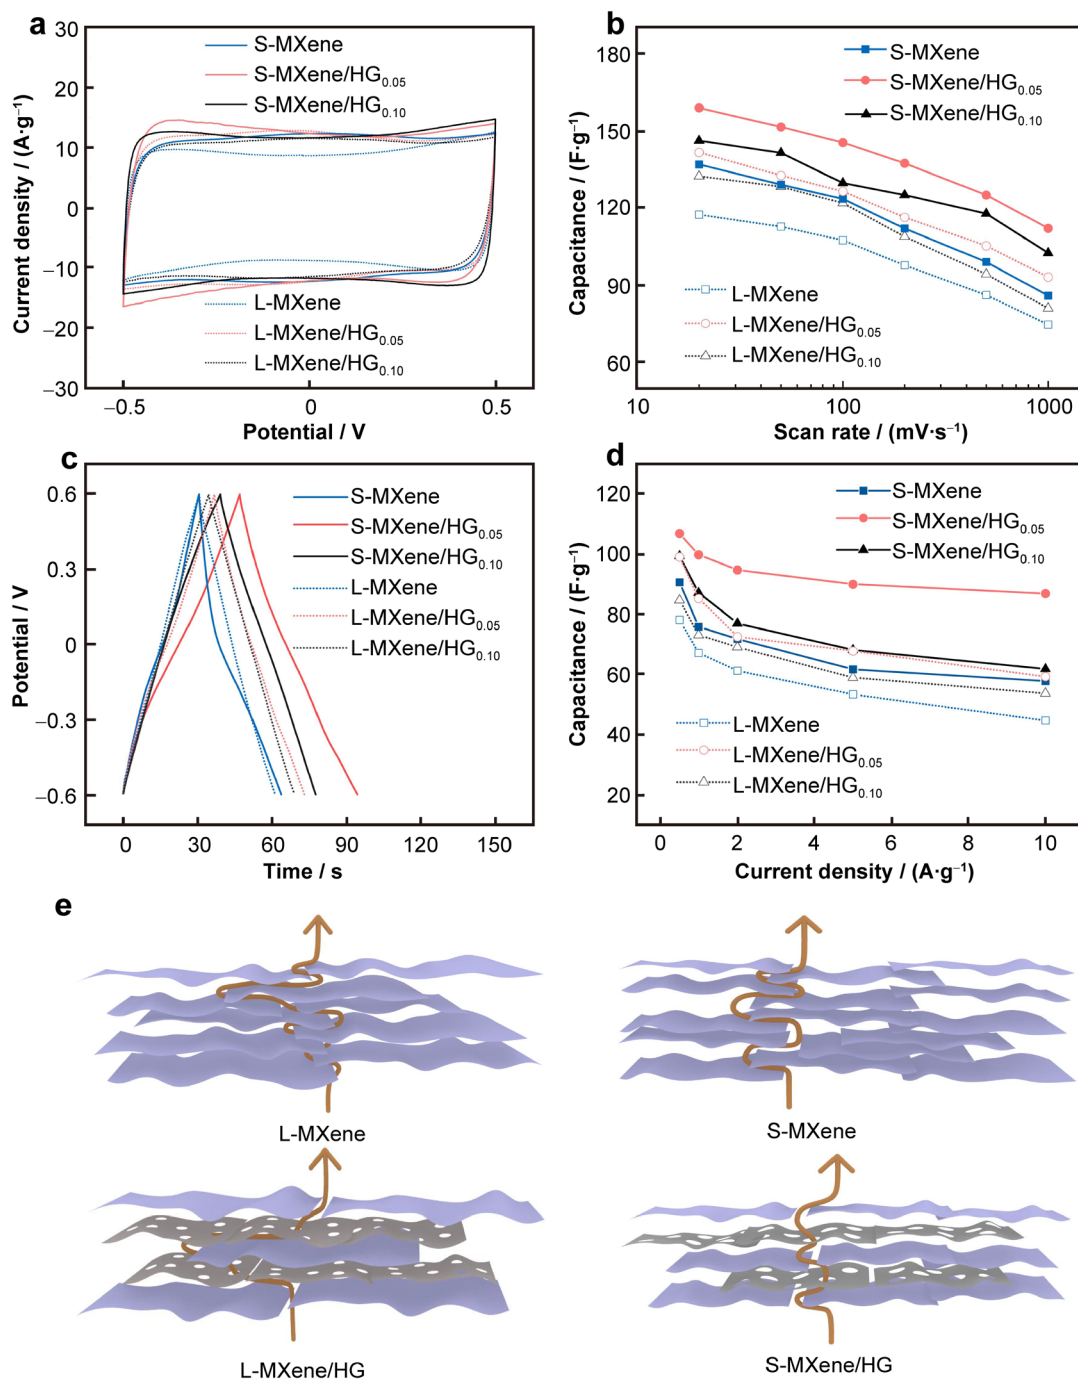 a
30
20
10
0
−10
−20
−30
Current density / (A·g⁻¹)
S-MXene
S-MXene/HG₀.₀₅
S-MXene/HG₀.₁₀
L-MXene
L-MXene/HG₀.₀₅
L-MXene/HG₀.₁₀
−0.5
0
0.5
Potential / V
b
180
150
120
90
60
Capacitance / (F·g⁻¹)
S-MXene
S-MXene/HG₀.₀₅
S-MXene/HG₀.₁₀
L-MXene
L-MXene/HG₀.₀₅
L-MXene/HG₀.₁₀
10
100
1000
Scan rate / (mV·s⁻¹)
c
0.6
0.3
0
−0.3
−0.6
Potential / V
S-MXene
S-MXene/HG₀.₀₅
S-MXene/HG₀.₁₀
L-MXene
L-MXene/HG₀.₀₅
L-MXene/HG₀.₁₀
0
30
60
90
120
150
Time / s
d
120
100
80
60
40
20
Capacitance / (F·g⁻¹)
S-MXene
S-MXene/HG₀.₀₅
S-MXene/HG₀.₁₀
L-MXene
L-MXene/HG₀.₀₅
L-MXene/HG₀.₁₀
0
2
4
6
8
10
Current density / (A·g⁻¹)
e
L-MXene
S-MXene
L-MXene/HG
S-MXene/HG